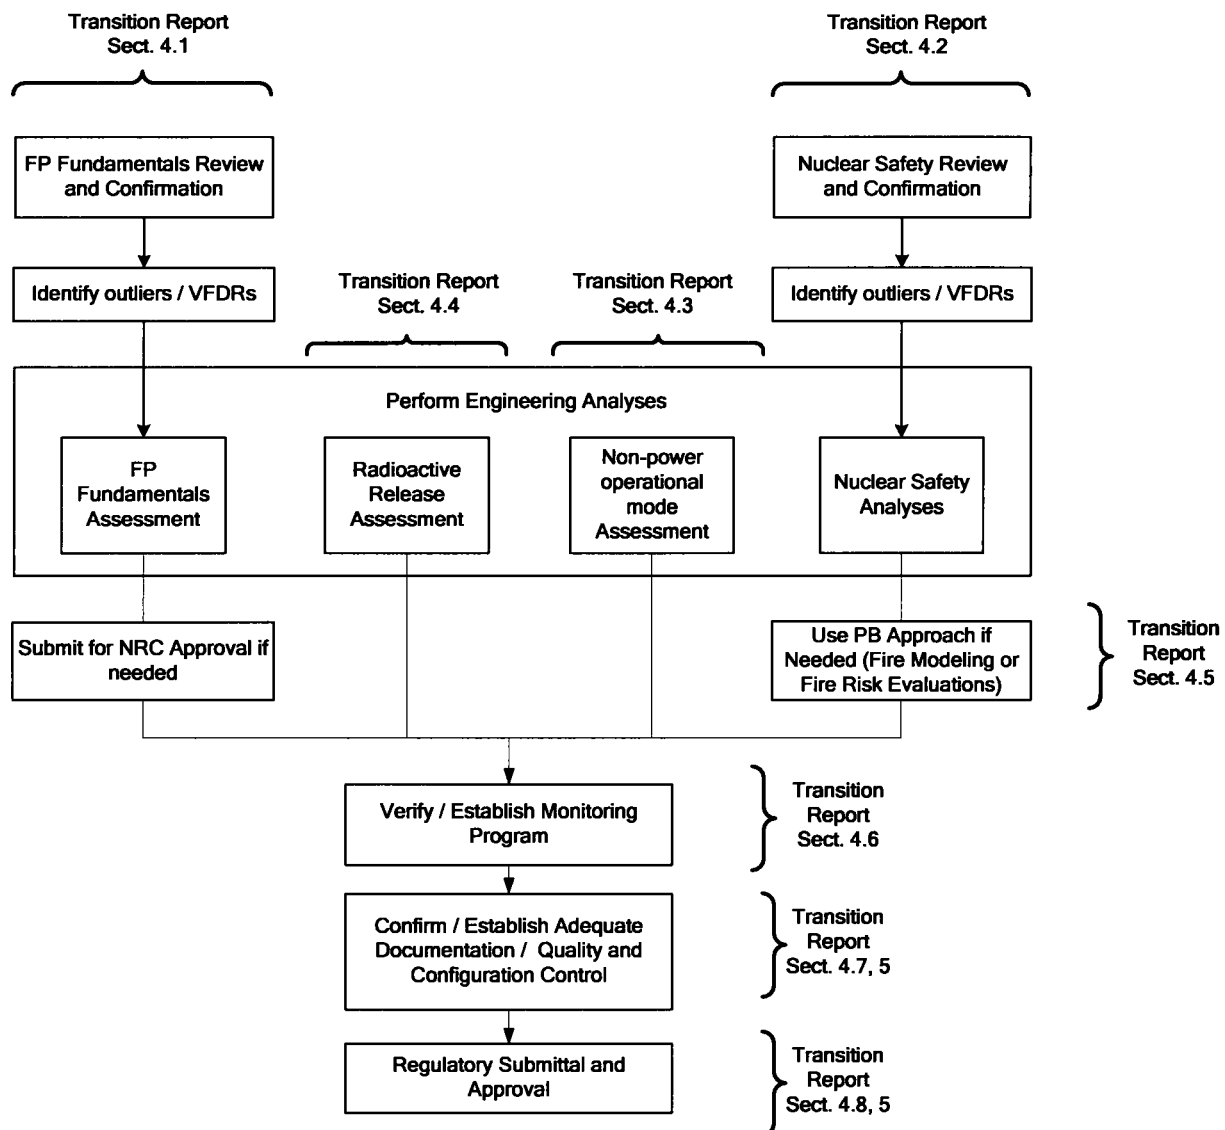 Transition Report
Sect. 4.1
Transition Report
Sect. 4.2
FP Fundamentals Review
and Confirmation
Nuclear Safety Review
and Confirmation
Identify outliers / VFDRs
Transition Report
Sect. 4.4
Transition Report
Sect. 4.3
Identify outliers / VFDRs
Perform Engineering Analyses
FP
Fundamentals
Assessment
Radioactive
Release
Assessment
Non-power
operational
mode
Assessment
Nuclear Safety
Analyses
Submit for NRC Approval if
needed
Use PB Approach if
Needed (Fire Modeling or
Fire Risk Evaluations)
Transition
Report
Sect. 4.5
Verify / Establish Monitoring
Program
Transition
Report
Sect. 4.6
Confirm / Establish Adequate
Documentation / Quality and
Configuration Control
Transition
Report
Sect. 4.7, 5
Regulatory Submittal and
Approval
Transition
Report
Sect. 4.8, 5